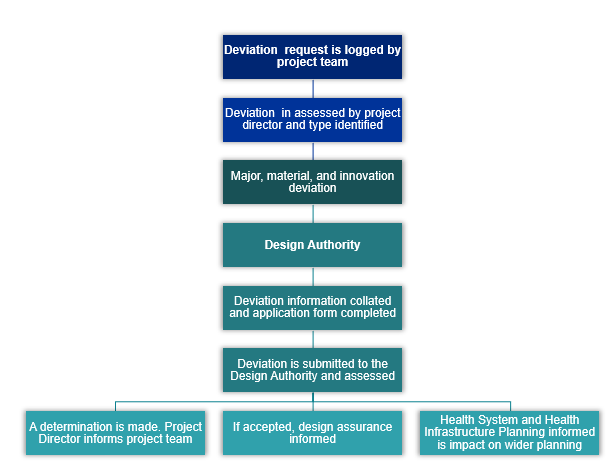 Deviation request is logged by
project team
Deviation in assessed by project
director and type identified
Major, material, and innovation
deviation
Design Authority
Deviation information collated
and application form completed
Deviation is submitted to the
Design Authority and assessed
A determination is made. Project
Director informs project team
If accepted, design assurance
informed
Health System and Health
Infrastructure Planning informed
is impact on wider planning